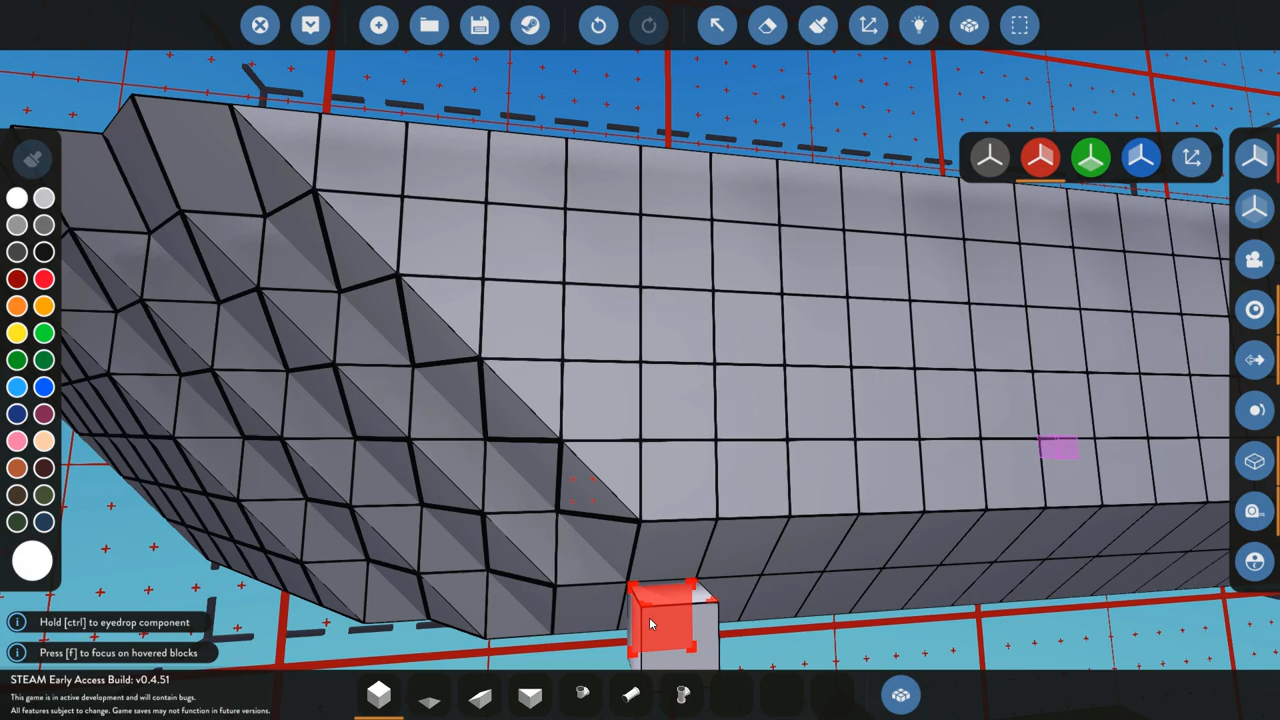 Hold [ctrl] to eyedrop component
Press [f] to focus on hovered blocks
STEAM Early Access Build: v0.4.51
This game is in active development and will contain bugs.
All features subject to change. Game saves may not function in future versions.